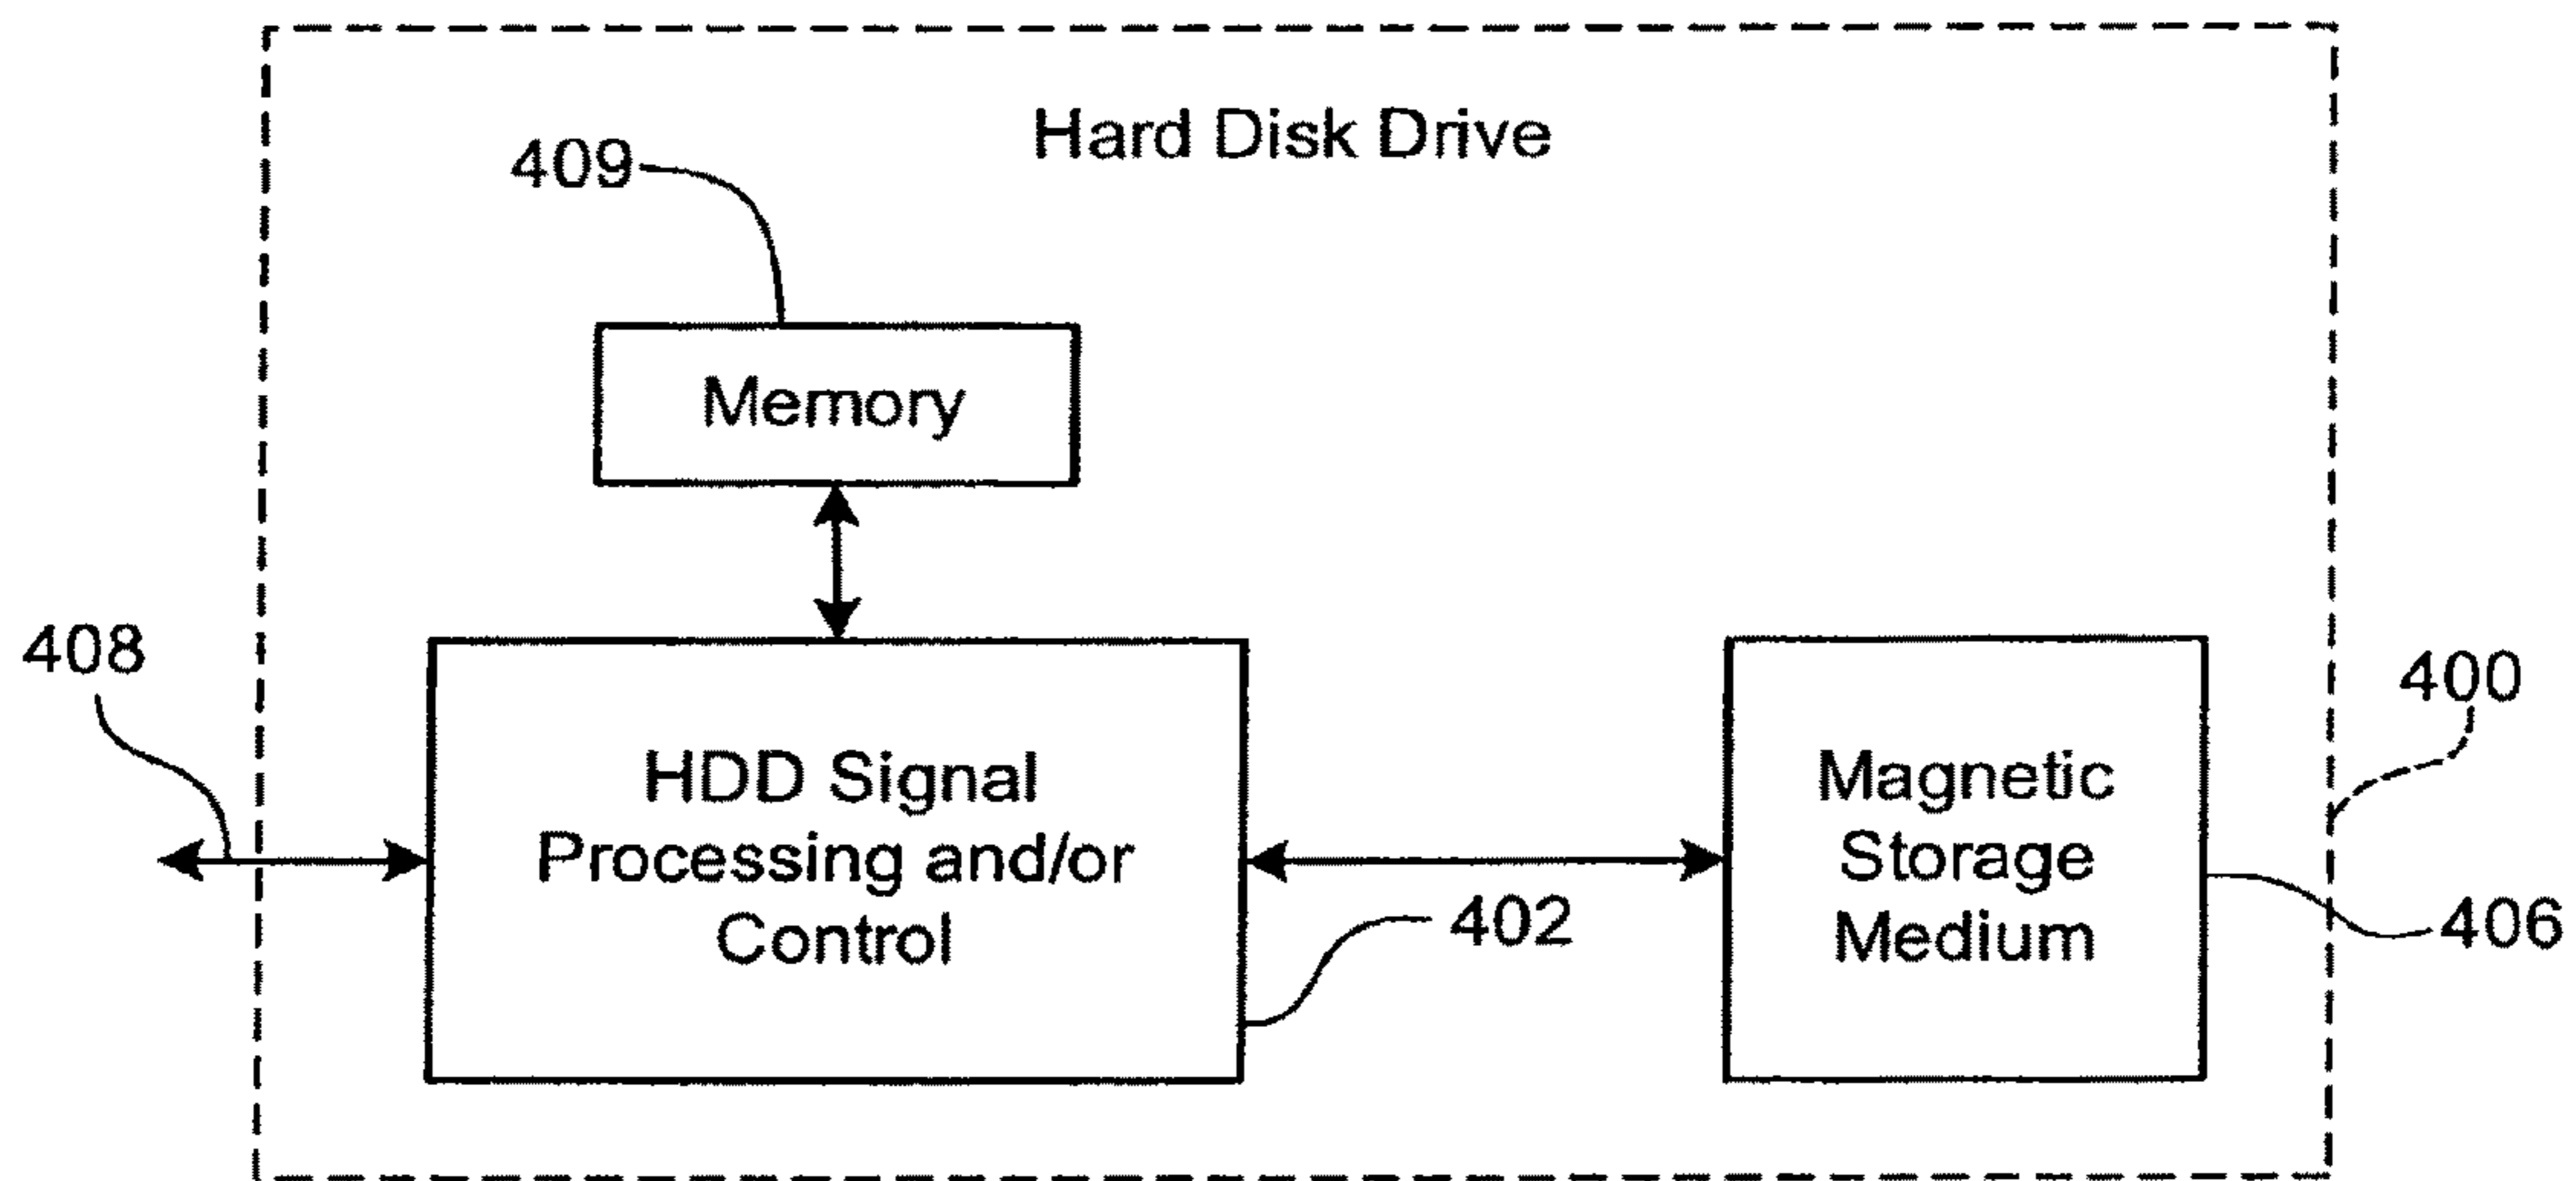 Hard Disk Drive
409
Memory
408
HDD Signal
Processing and/or
Control
402
Magnetic
Storage
Medium
400
406